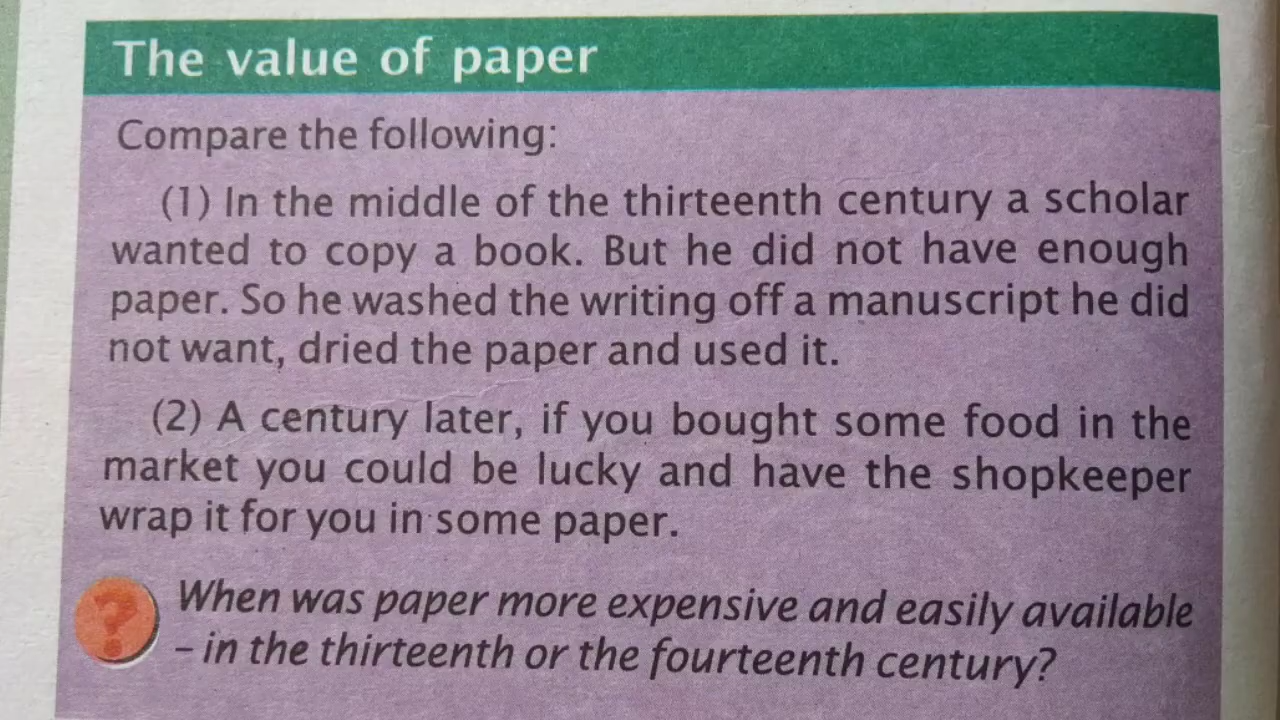 The value of paper
Compare the following:
(1) In the middle of the thirteenth century a scholar
wanted to copy a book. But he did not have enough
paper. So he washed the writing off a manuscript he did
not want, dried the paper and used it.
(2) A century later, if you bought some food in the
market you could be lucky and have the shopkeeper
wrap it for you in some paper.
? When was paper more expensive and easily available
– in the thirteenth or the fourteenth century?